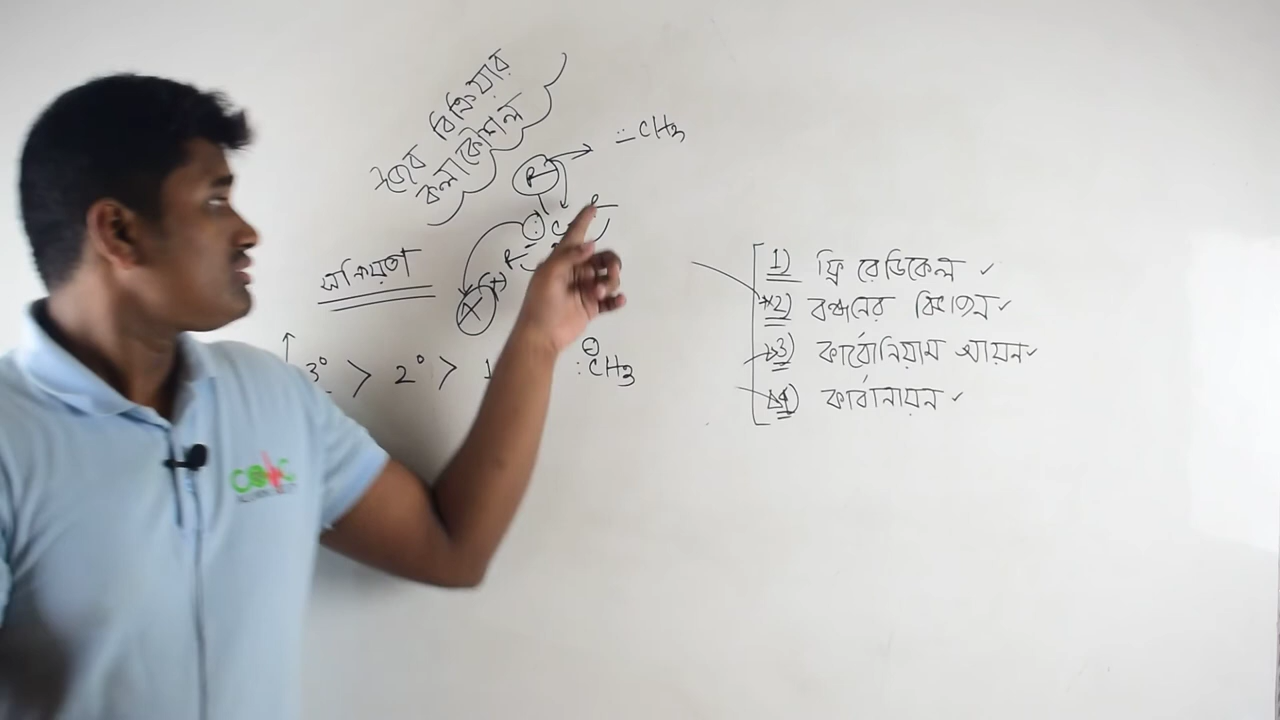 জৈব বিক্রিয়ার
কলাকৌশল
:CH3
R
R
C
R
সক্রিয়তা
3° > 2° > 1
:CH3
1) ফ্রি রেডিকেল ✓
2) বন্ধনের বিভাজন ✓
3) কার্বোনিয়াম আয়ন ✓
4) কার্বানায়ন ✓